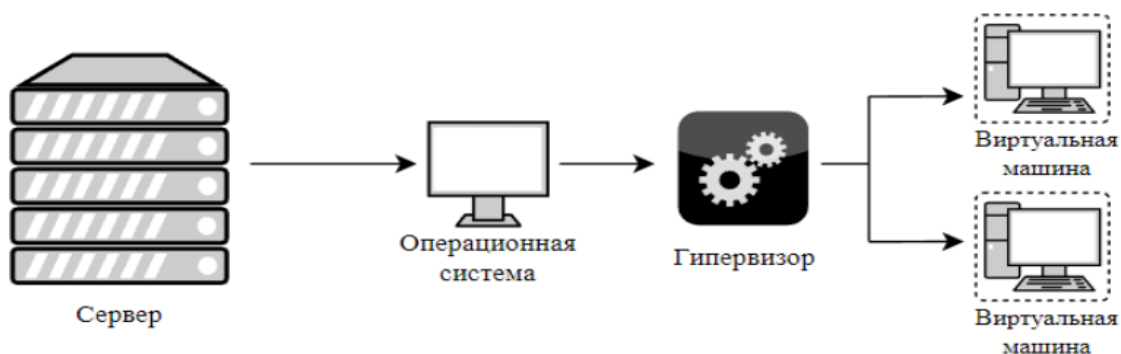 Сервер
Операционная
система
Гипервизор
Виртуальная
машина
Виртуальная
машина